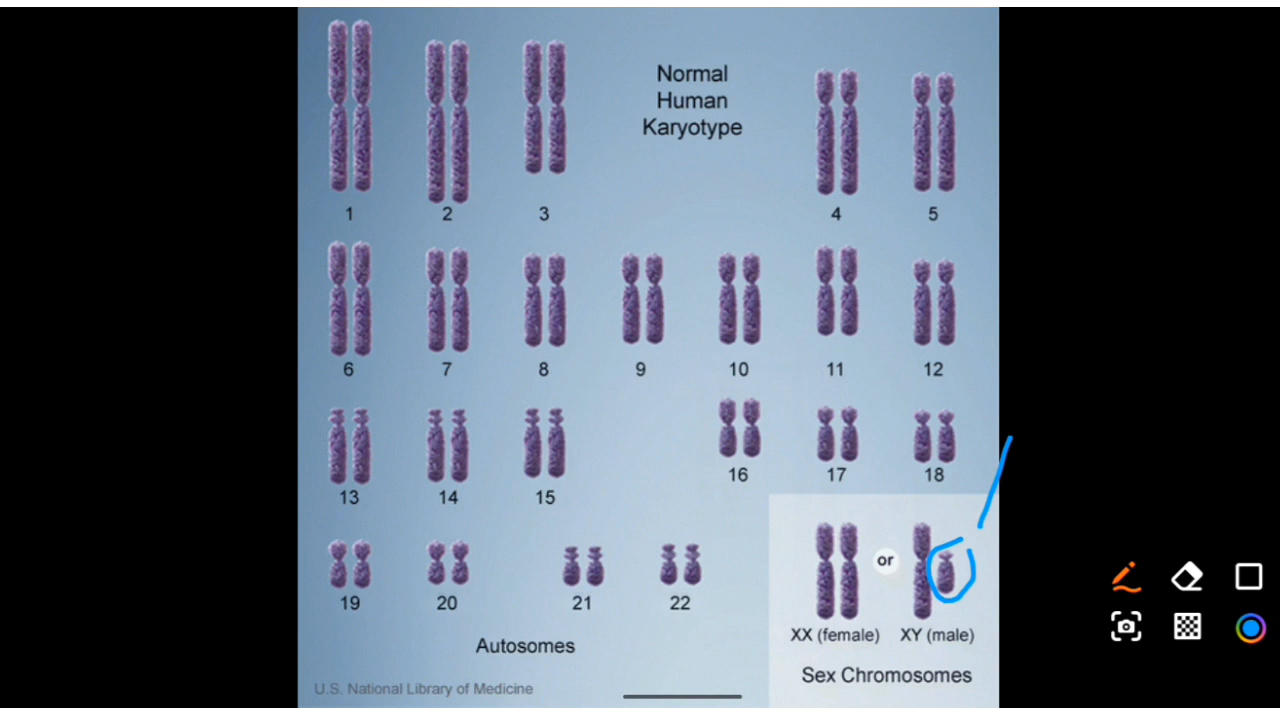 Normal
Human
Karyotype
1
2
3
4
5
6
7
8
9
10
11
12
13
14
15
16
17
18
19
20
21
22
or
XX (female)
XY (male)
Autosomes
Sex Chromosomes
U.S. National Library of Medicine